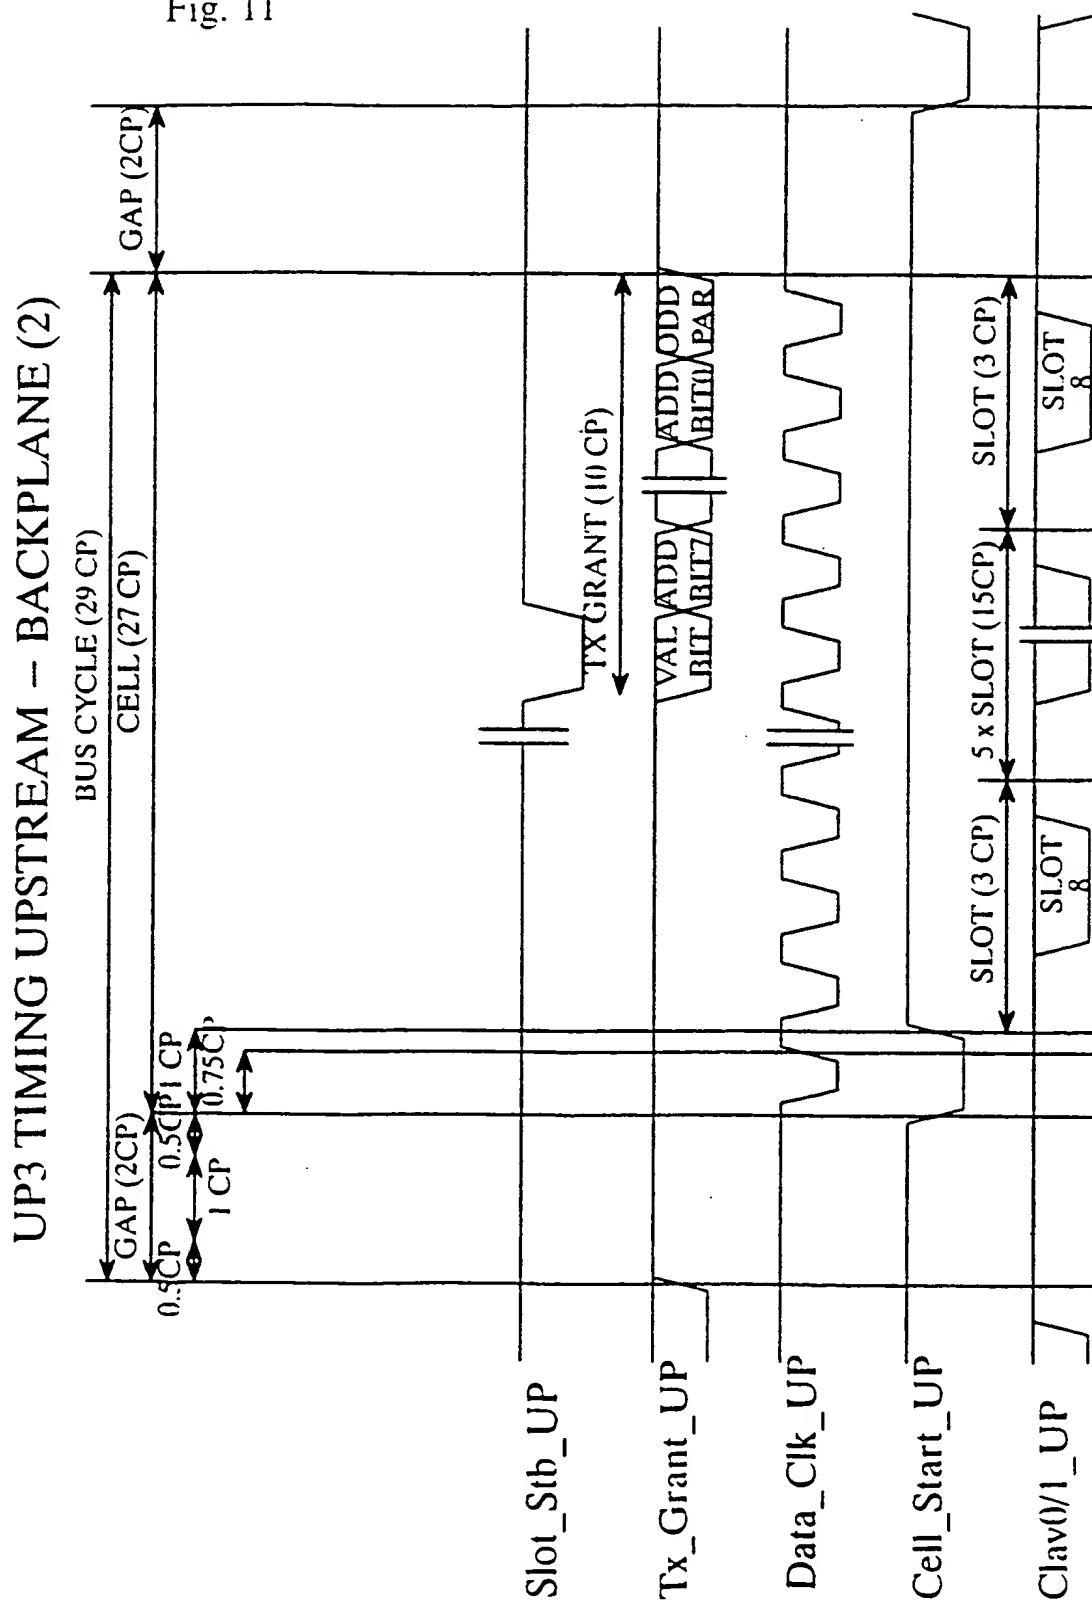 Fig. 11
UP3 TIMING UPSTREAM – BACKPLANE (2)
BUS CYCLE (29 CP)
GAP (2CP)
CELL (27 CP)
GAP (2CP)
0.5CP
1 CP
0.5CP
1 CP
0.75CP
Slot_Stb_UP
TX GRANT (10 CP)
Tx_Grant_UP
VAL BIT
ADD BIT7
ADD BIT0
ODD PAR
Data_Clk_UP
Cell_Start_UP
SLOT (3 CP)
5 x SLOT (15CP)
SLOT (3 CP)
Clav0/1_UP
SLOT 8
SLOT 8